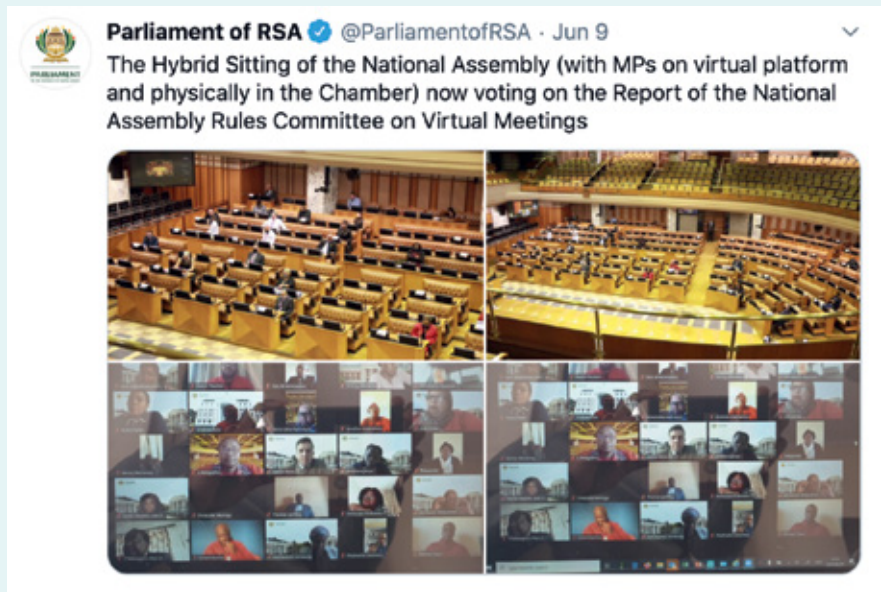 Parliament of RSA @ParliamentofRSA · Jun 9
The Hybrid Sitting of the National Assembly (with MPs on virtual platform
and physically in the Chamber) now voting on the Report of the National
Assembly Rules Committee on Virtual Meetings
PARLIAMENT